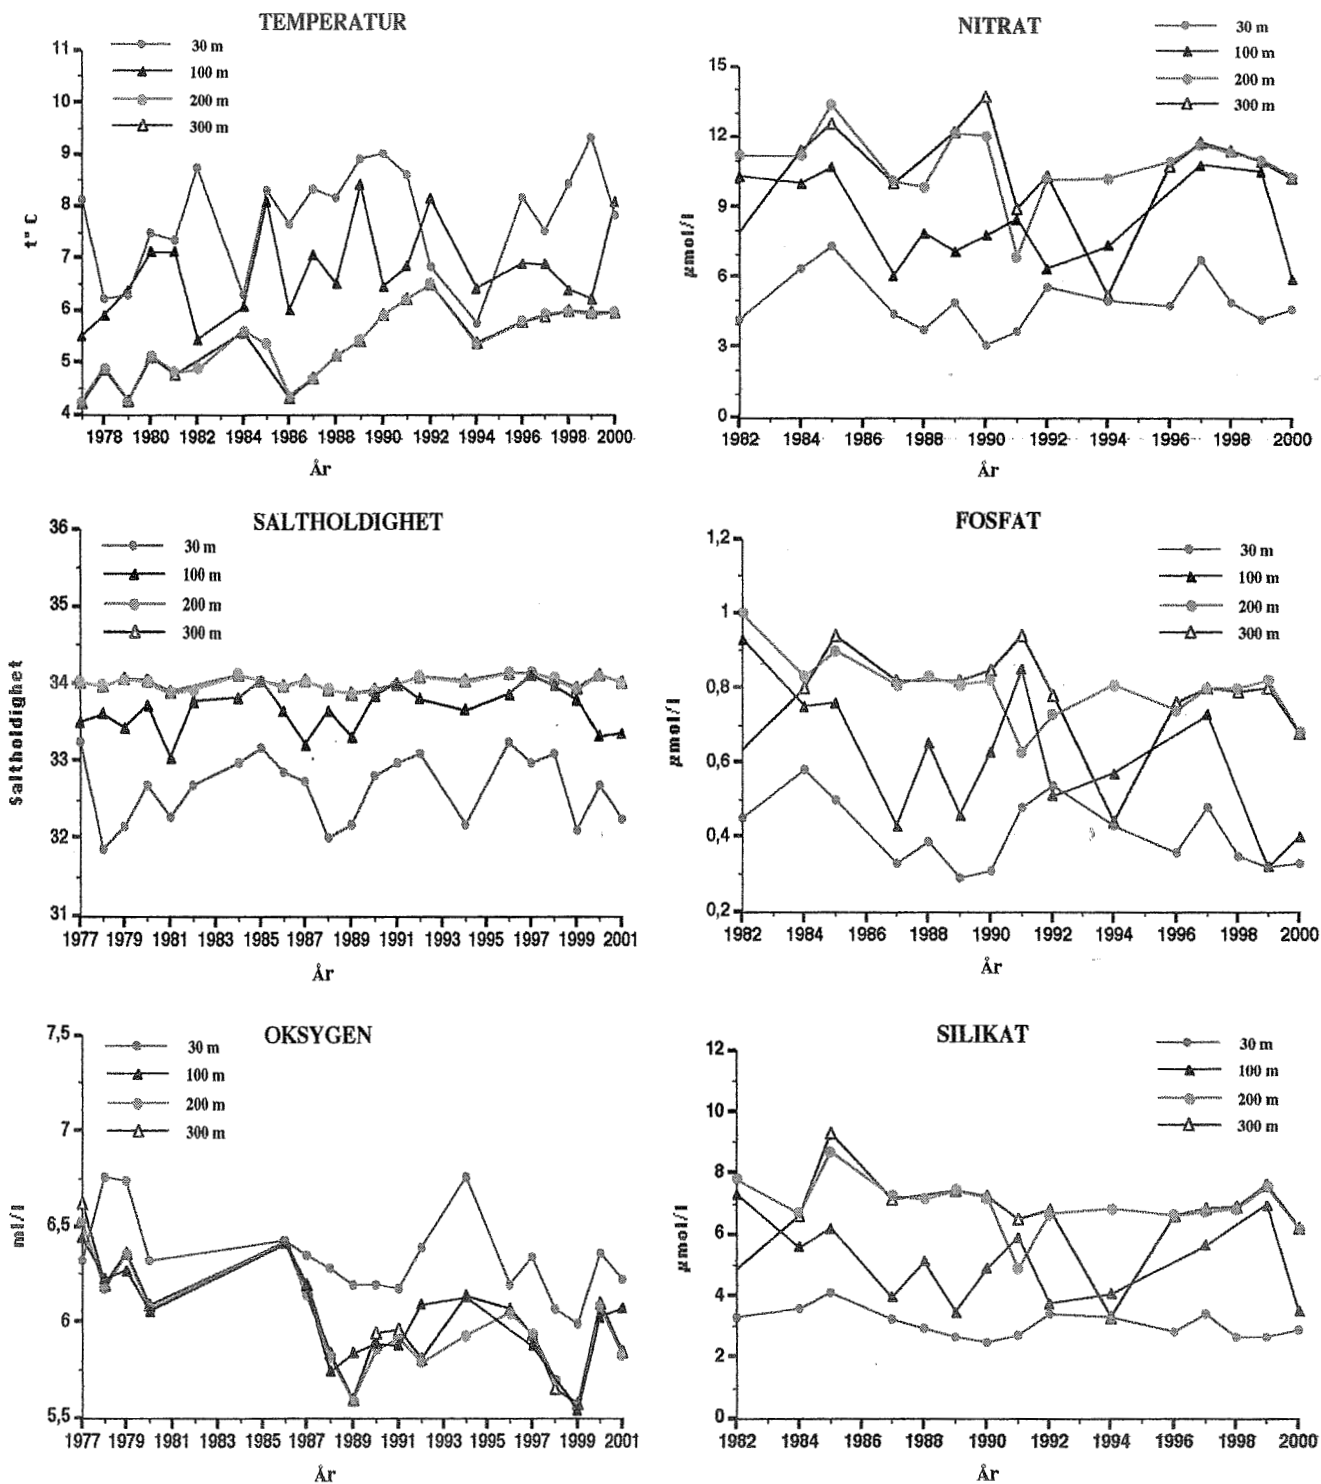 TEMPERATUR
30 m
100 m
200 m
300 m
11
10
9
8
7
6
5
4
t° C
1978 1980 1982 1984 1986 1988 1990 1992 1994 1996 1998 2000
År
NITRAT
30 m
100 m
200 m
300 m
15
12
9
6
3
0
µmol/l
1982 1984 1986 1988 1990 1992 1994 1996 1998 2000
År
SALTHOLDIGHET
30 m
100 m
200 m
300 m
36
35
34
33
32
31
Saltholdighet
1977 1979 1981 1983 1985 1987 1989 1991 1993 1995 1997 1999 2001
År
FOSFAT
30 m
100 m
200 m
300 m
1,2
1
0,8
0,6
0,4
0,2
µmol/l
1982 1984 1986 1988 1990 1992 1994 1996 1998 2000
År
OKSYGEN
30 m
100 m
200 m
300 m
7,5
7
6,5
6
5,5
ml/l
1977 1979 1981 1983 1985 1987 1989 1991 1993 1995 1997 1999 2001
År
SILIKAT
30 m
100 m
200 m
300 m
12
10
8
6
4
2
0
µmol/l
1982 1984 1986 1988 1990 1992 1994 1996 1998 2000
År